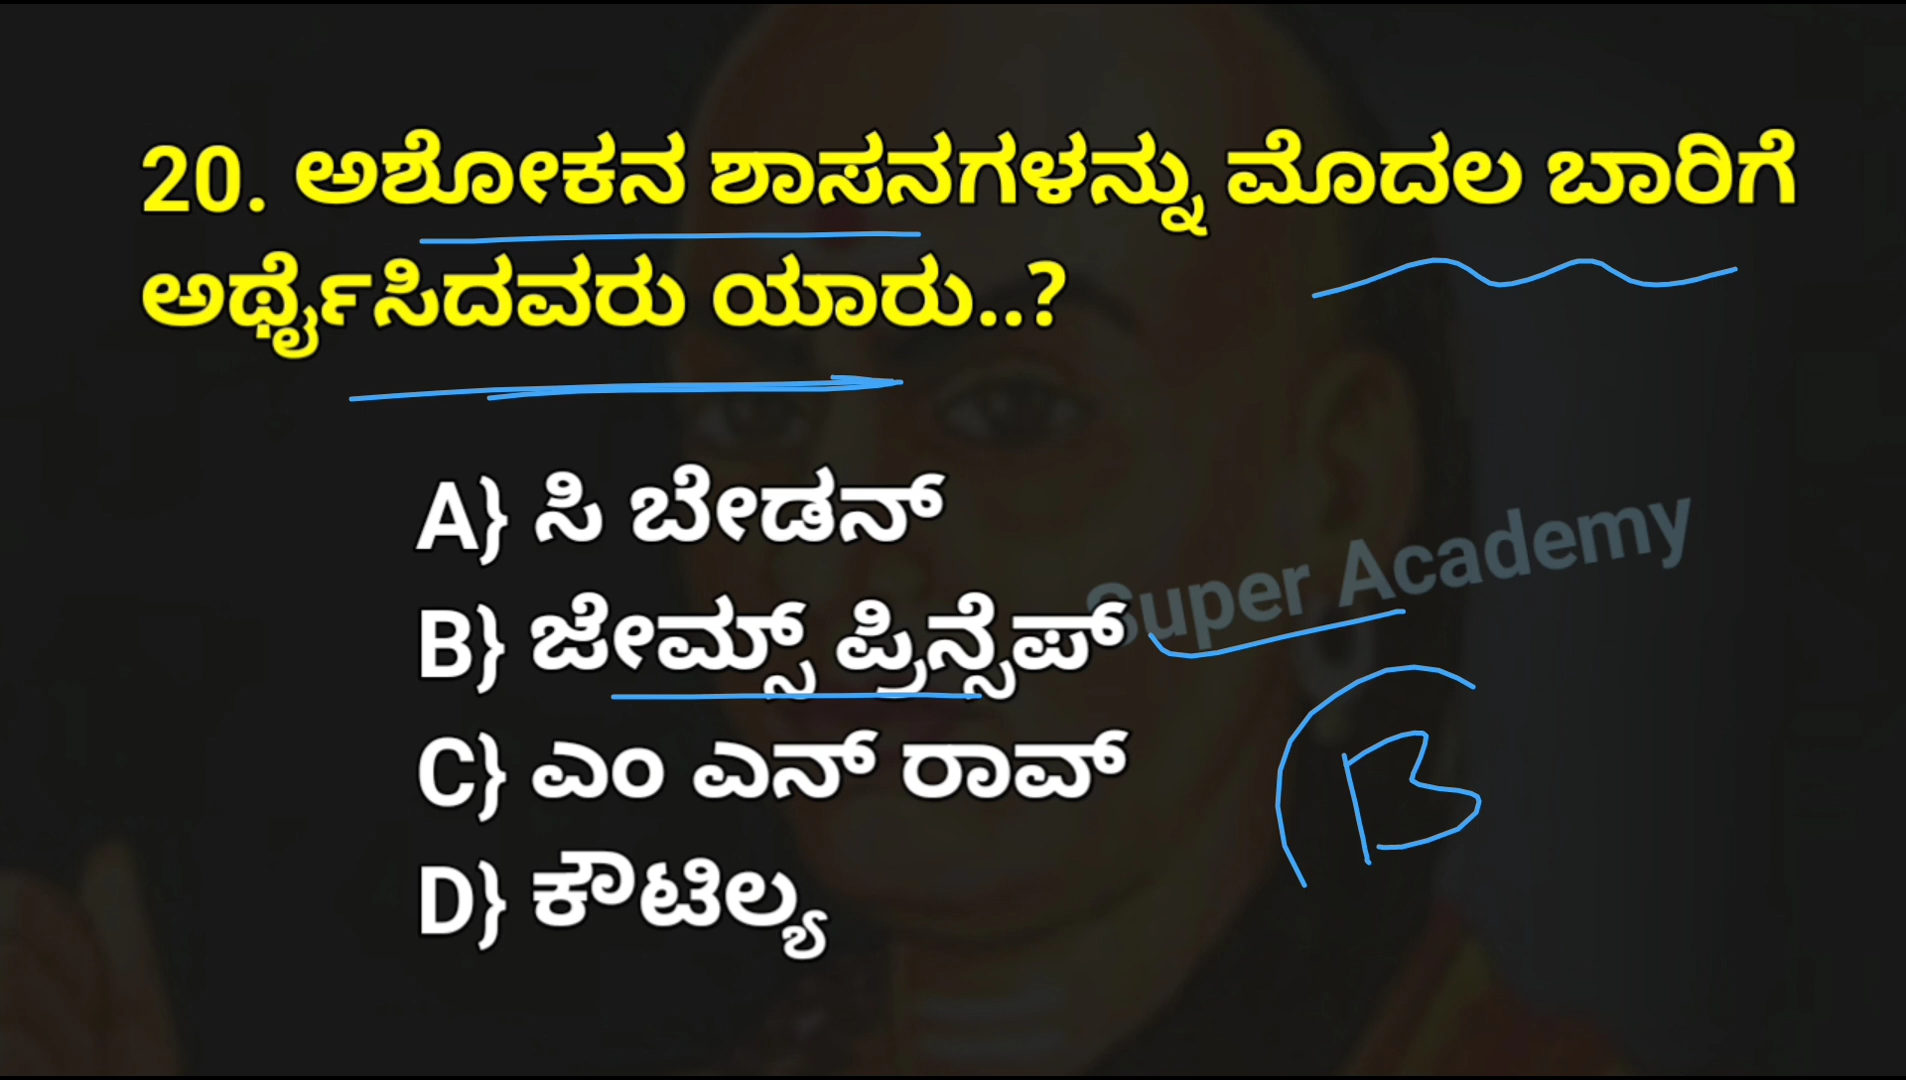 20. ಅಶೋಕನ ಶಾಸನಗಳನ್ನು ಮೊದಲ ಬಾರಿಗೆ
ಅರ್ಥೈಸಿದವರು ಯಾರು..?
A} ಸಿ ಬೇಡನ್
B} ಜೇಮ್ಸ್ ಪ್ರಿನ್ಸೆಪ್
Super Academy
C} ಎಂ ಎನ್ ರಾವ್
B
D} ಕೌಟಿಲ್ಯ